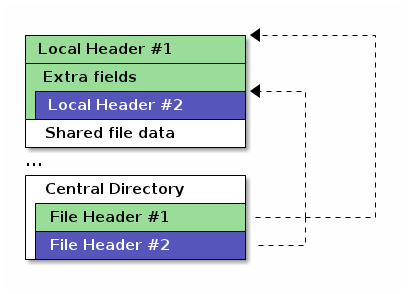 Local Header #1
Extra fields
Local Header #2
Shared file data
...
Central Directory
File Header #1
File Header #2